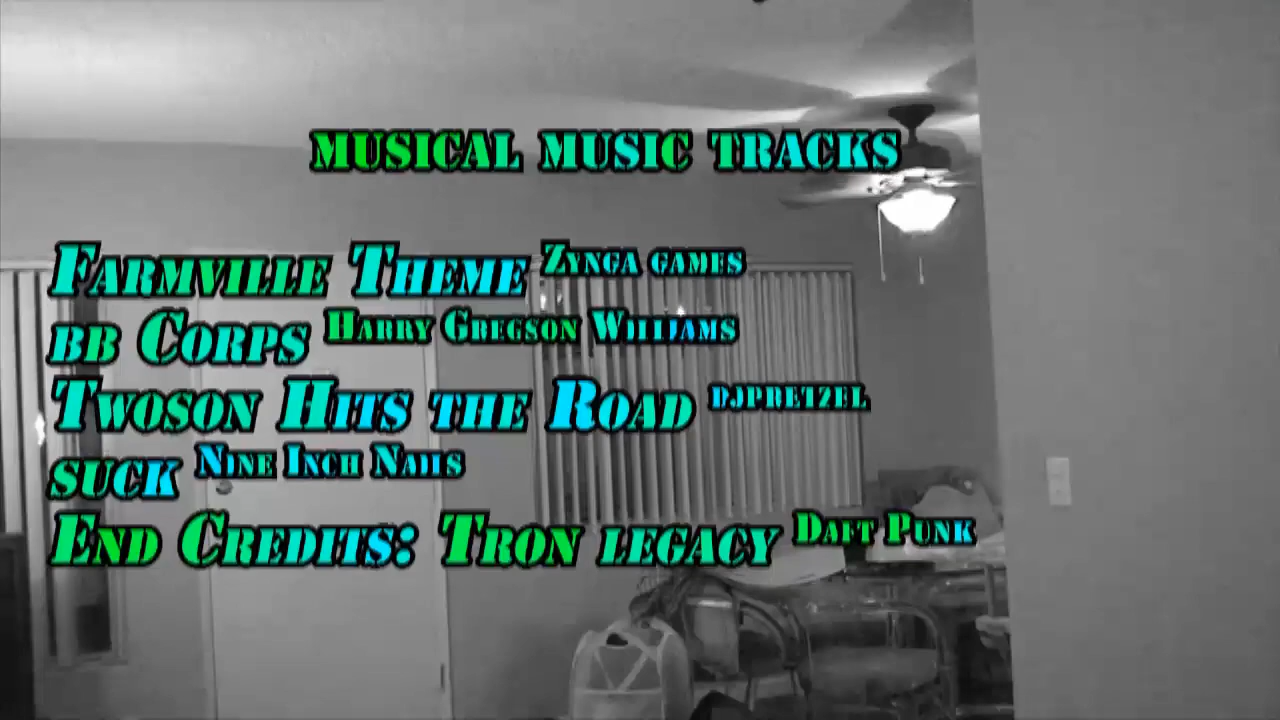 MUSICAL MUSIC TRACKS
FARMVILLE THEME ZYNGA GAMES
BB CORPS HARRY GREGSON WILLIAMS
TWOSON HITS THE ROAD DJPRETZEL
SUCK NINE INCH NAILS
END CREDITS: TRON LEGACY DAFT PUNK